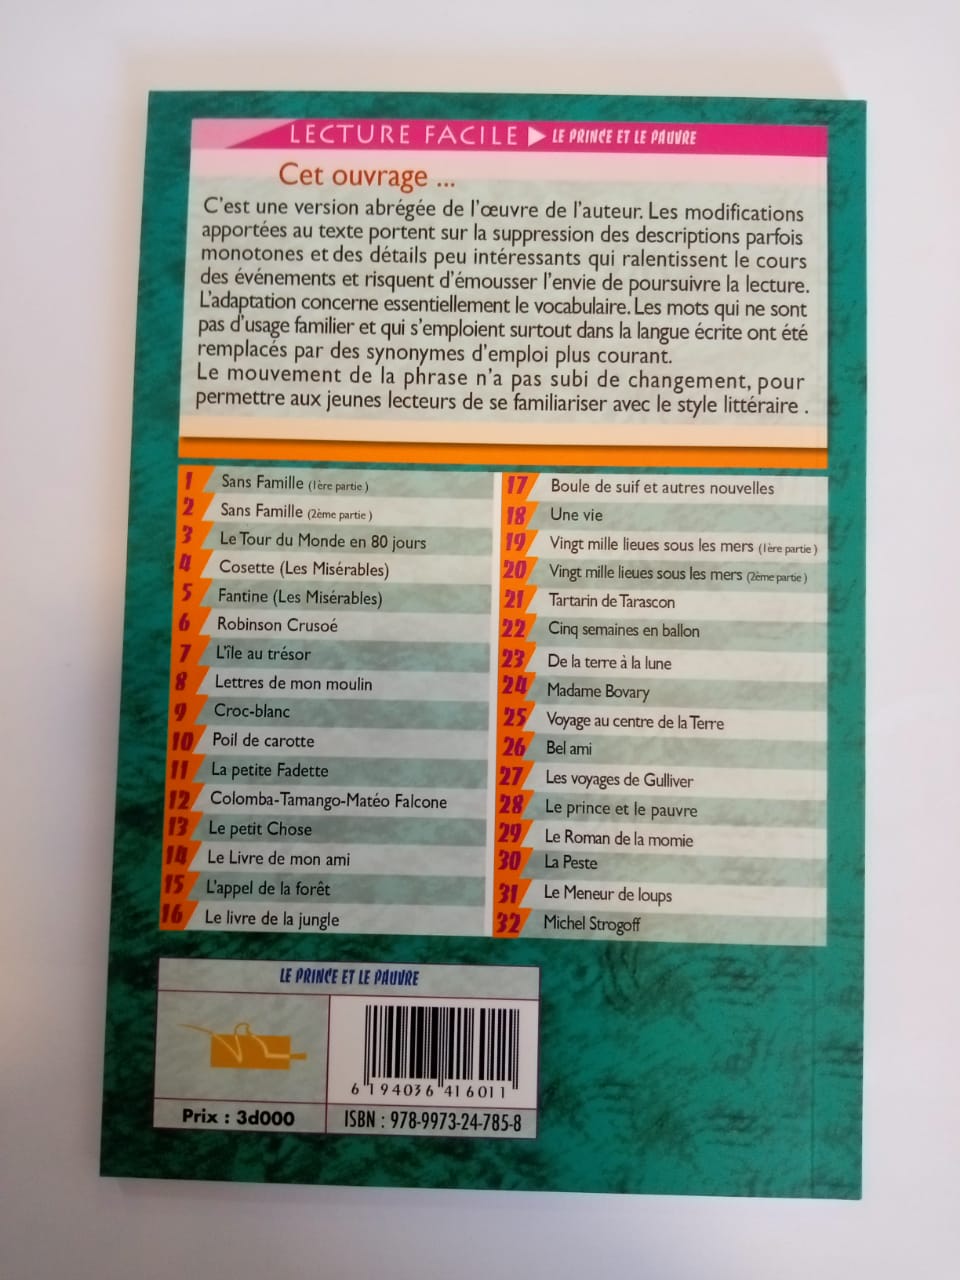 LECTURE FACILE ▶ LE PRINCE ET LE PAUVRE
Cet ouvrage ...
C'est une version abrégée de l'œuvre de l'auteur. Les modifications
apportées au texte portent sur la suppression des descriptions parfois
monotones et des détails peu intéressants qui ralentissent le cours
des événements et risquent d'émousser l'envie de poursuivre la lecture.
L'adaptation concerne essentiellement le vocabulaire. Les mots qui ne sont
pas d'usage familier et qui s'emploient surtout dans la langue écrite ont été
remplacés par des synonymes d'emploi plus courant.
Le mouvement de la phrase n'a pas subi de changement, pour
permettre aux jeunes lecteurs de se familiariser avec le style littéraire .
1 Sans Famille (1ère partie )
2 Sans Famille (2ème partie )
3 Le Tour du Monde en 80 jours
4 Cosette (Les Misérables)
5 Fantine (Les Misérables)
6 Robinson Crusoé
7 L'île au trésor
8 Lettres de mon moulin
9 Croc-blanc
10 Poil de carotte
11 La petite Fadette
12 Colomba-Tamango-Matéo Falcone
13 Le petit Chose
14 Le Livre de mon ami
15 L'appel de la forêt
16 Le livre de la jungle
17 Boule de suif et autres nouvelles
18 Une vie
19 Vingt mille lieues sous les mers (1ère partie )
20 Vingt mille lieues sous les mers (2ème partie )
21 Tartarin de Tarascon
22 Cinq semaines en ballon
23 De la terre à la lune
24 Madame Bovary
25 Voyage au centre de la Terre
26 Bel ami
27 Les voyages de Gulliver
28 Le prince et le pauvre
29 Le Roman de la momie
30 La Peste
31 Le Meneur de loups
32 Michel Strogoff
LE PRINCE ET LE PAUVRE
6 194036 416011
Prix : 3d000
ISBN : 978-9973-24-785-8